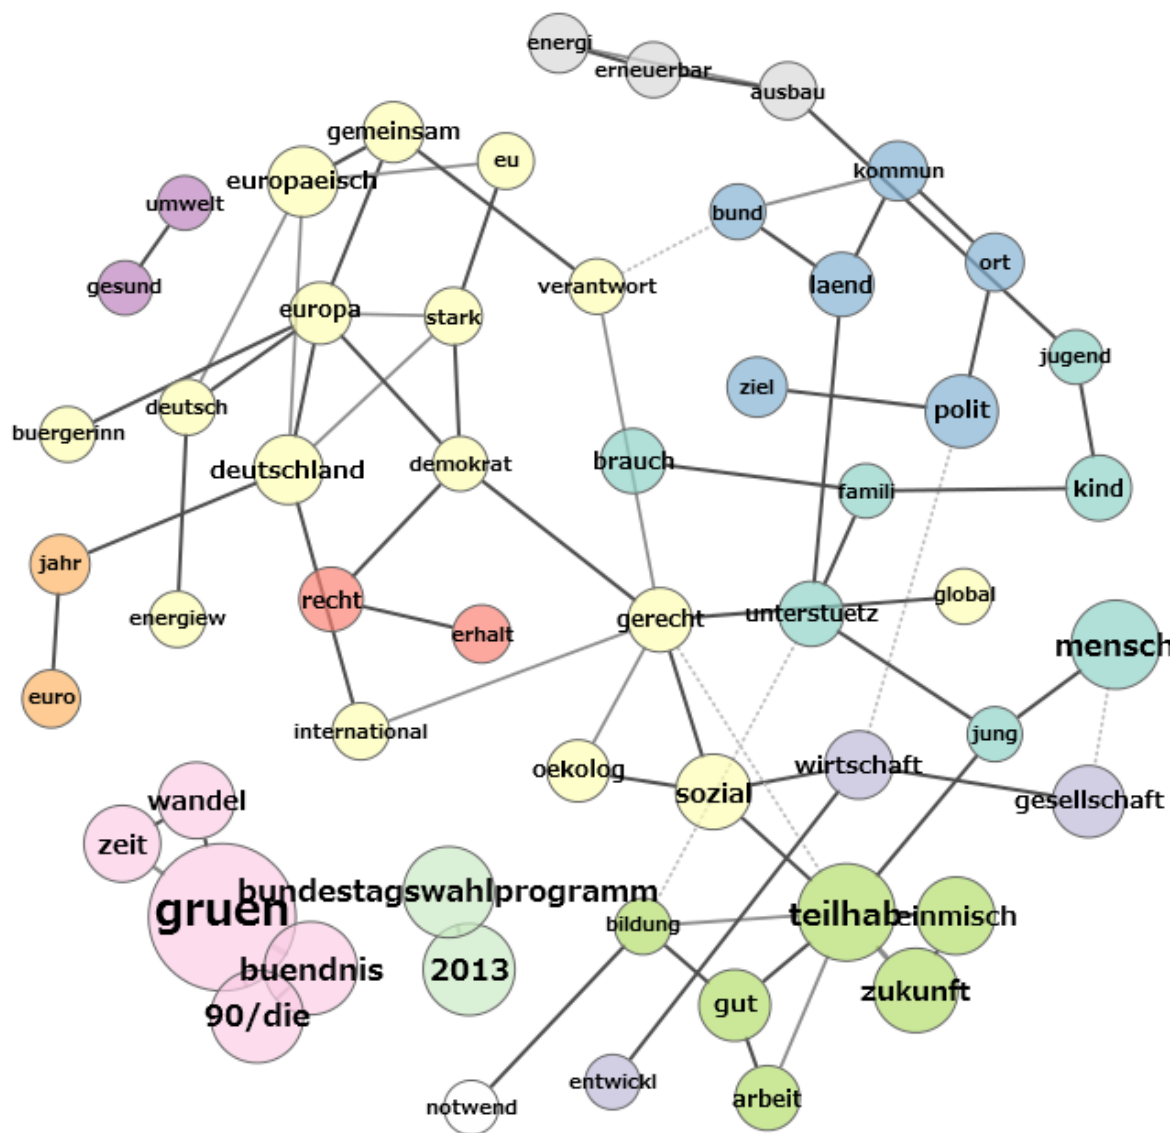 energi
erneuerbar
ausbau
gemeinsam
eu
europaeisch
kommun
umwelt
bund
ort
gesund
verantwort
laend
europa
stark
jugend
ziel
deutsch
polit
buergerinn
deutschland
demokrat
brauch
famili
kind
jahr
recht
global
energiew
gerecht
unterstuetz
erhalt
mensch
euro
international
jung
oekolog
wirtschaft
sozial
gesellschaft
wandel
zeit
bundestagswahlprogramm
gruen
teilhab
einmisch
bildung
buendnis
2013
zukunft
90/die
gut
entwickl
arbeit
notwend